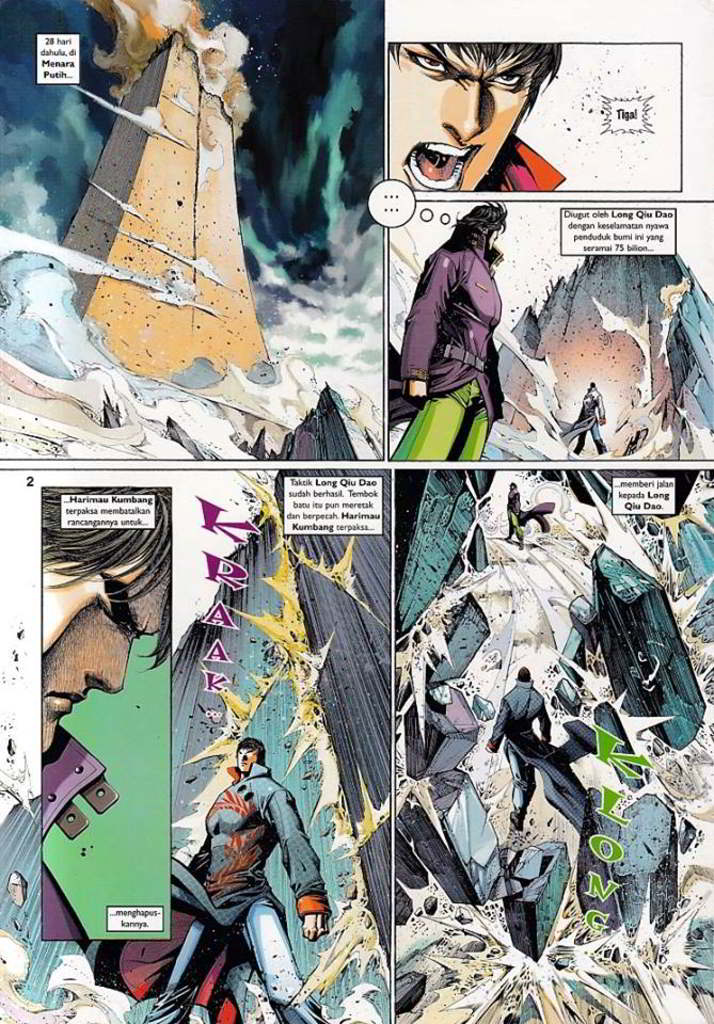 28 hari
dahulu, di
Menara
Putih...
Tiga!
... ...
Diugut oleh Long Qiu Dao
dengan keselamatan nyawa
penduduk bumi ini yang
seramai 75 bilion...
2
...Harimau Kumbang
terpaksa membatalkan
rancangannya untuk...
...menghapus-
kannya.
Taktik Long Qiu Dao
sudah berhasil. Tembok
batu itu pun meretak
dan berpecah. Harimau
Kumbang terpaksa...
KRAAK...
...memberi jalan
kepada Long
Qiu Dao.
KLONG